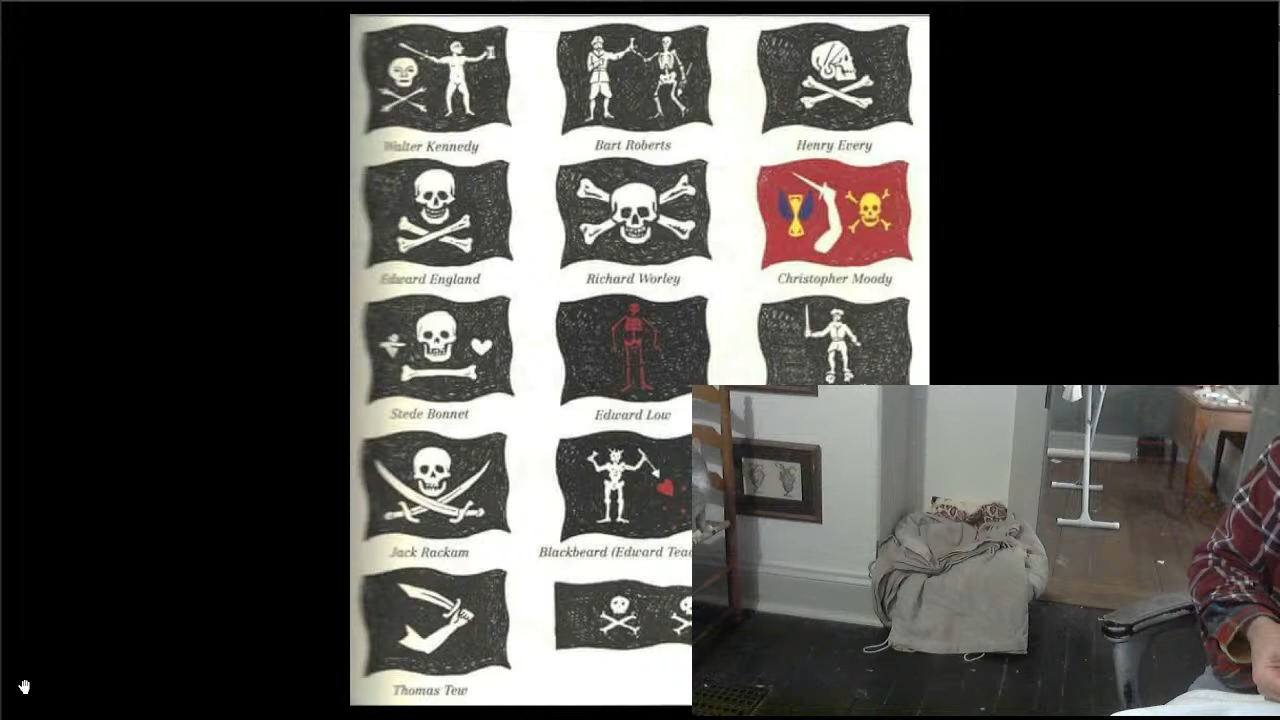 Walter Kennedy
Bart Roberts
Henry Every
Edward England
Richard Worley
Christopher Moody
Stede Bonnet
Edward Low
Jack Rackam
Blackbeard (Edward Teac
Thomas Tew